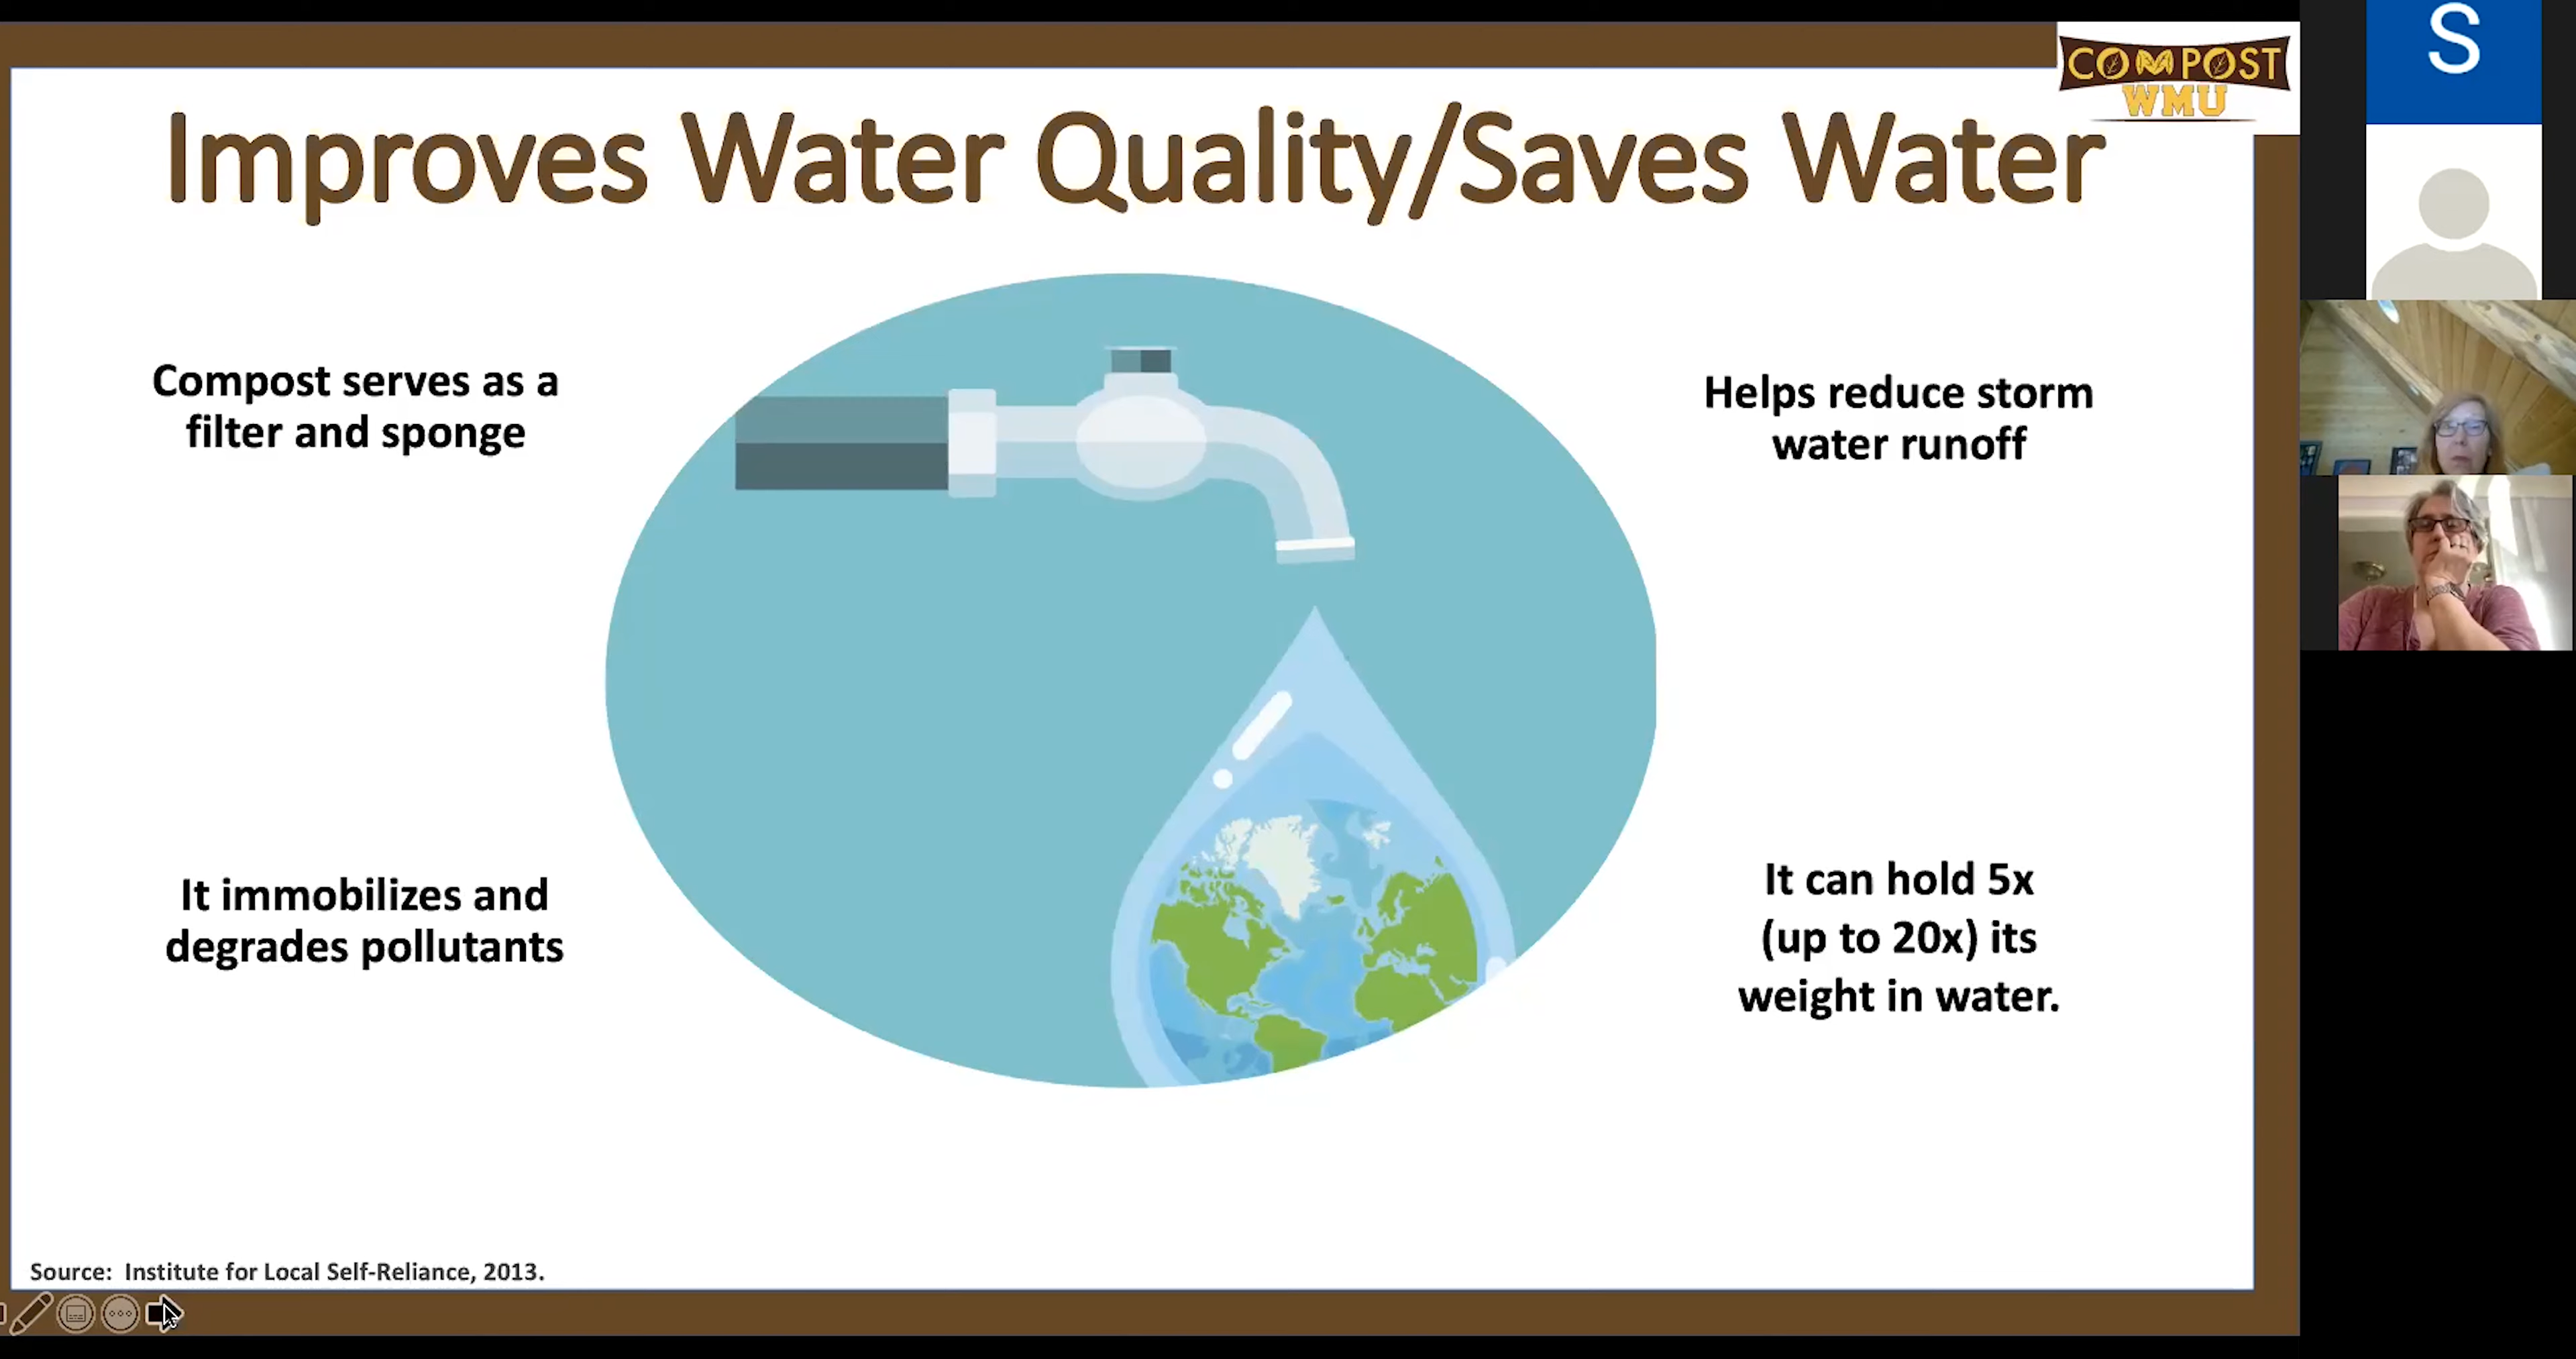 COMPOST
WMU
S
Improves Water Quality/Saves Water
Compost serves as a
filter and sponge
Helps reduce storm
water runoff
It immobilizes and
degrades pollutants
It can hold 5x
(up to 20x) its
weight in water.
Source: Institute for Local Self-Reliance, 2013.